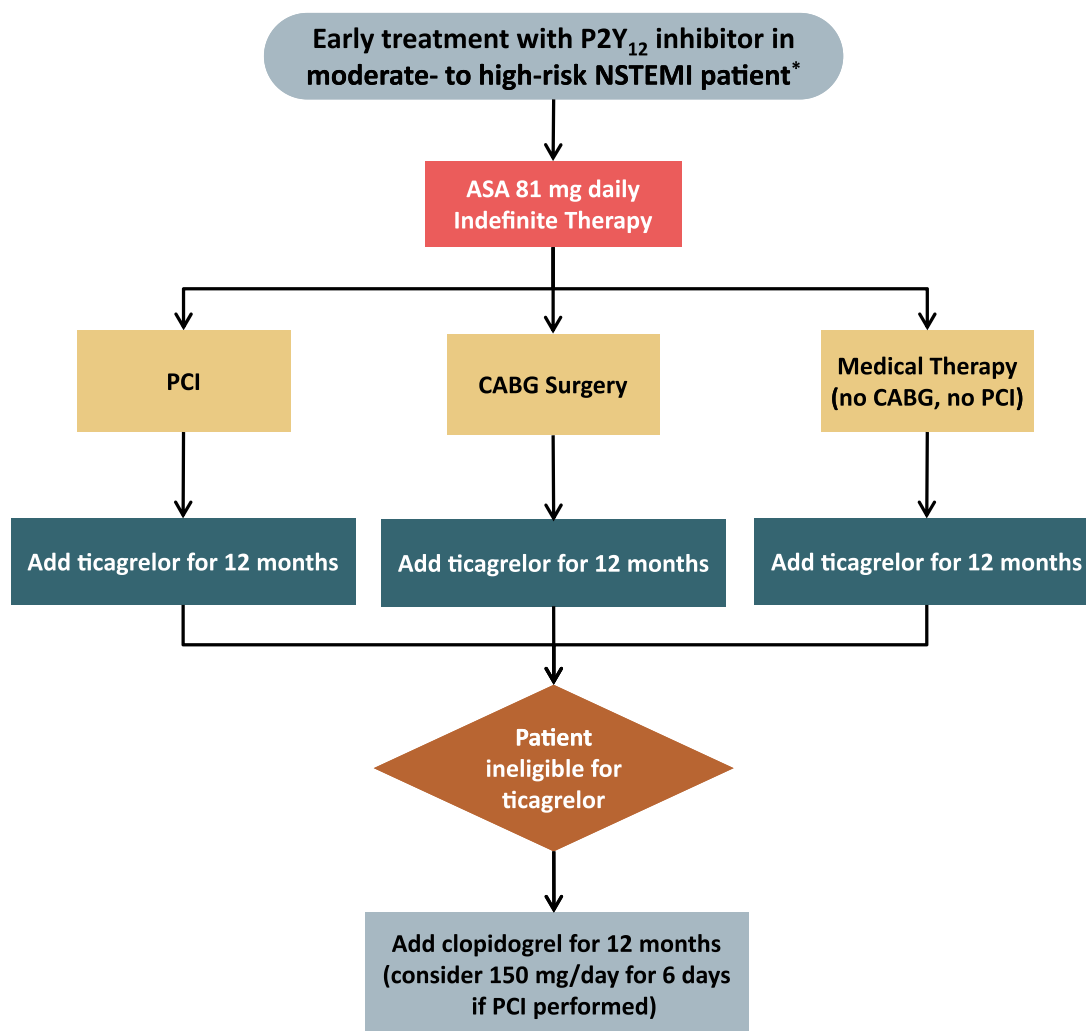 Early treatment with P2Y₁₂ inhibitor in
moderate- to high-risk NSTEMI patient*
ASA 81 mg daily
Indefinite Therapy
PCI
CABG Surgery
Medical Therapy
(no CABG, no PCI)
Add ticagrelor for 12 months
Add ticagrelor for 12 months
Add ticagrelor for 12 months
Patient
ineligible for
ticagrelor
Add clopidogrel for 12 months
(consider 150 mg/day for 6 days
if PCI performed)